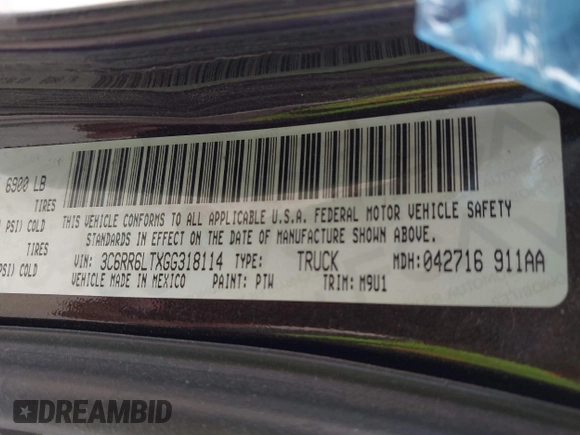 6900 LB
TIRES
PSI) COLD
TIRES
PSI) COLD
THIS VEHICLE CONFORMS TO ALL APPLICABLE U.S.A. FEDERAL MOTOR VEHICLE SAFETY
STANDARDS IN EFFECT ON THE DATE OF MANUFACTURE SHOWN ABOVE.
VIN: 3C6RR6LTXGG318114 TYPE: TRUCK MDH: 042716 911AA
VEHICLE MADE IN MEXICO PAINT: PTW TRIM: M9U1
DREAMBID